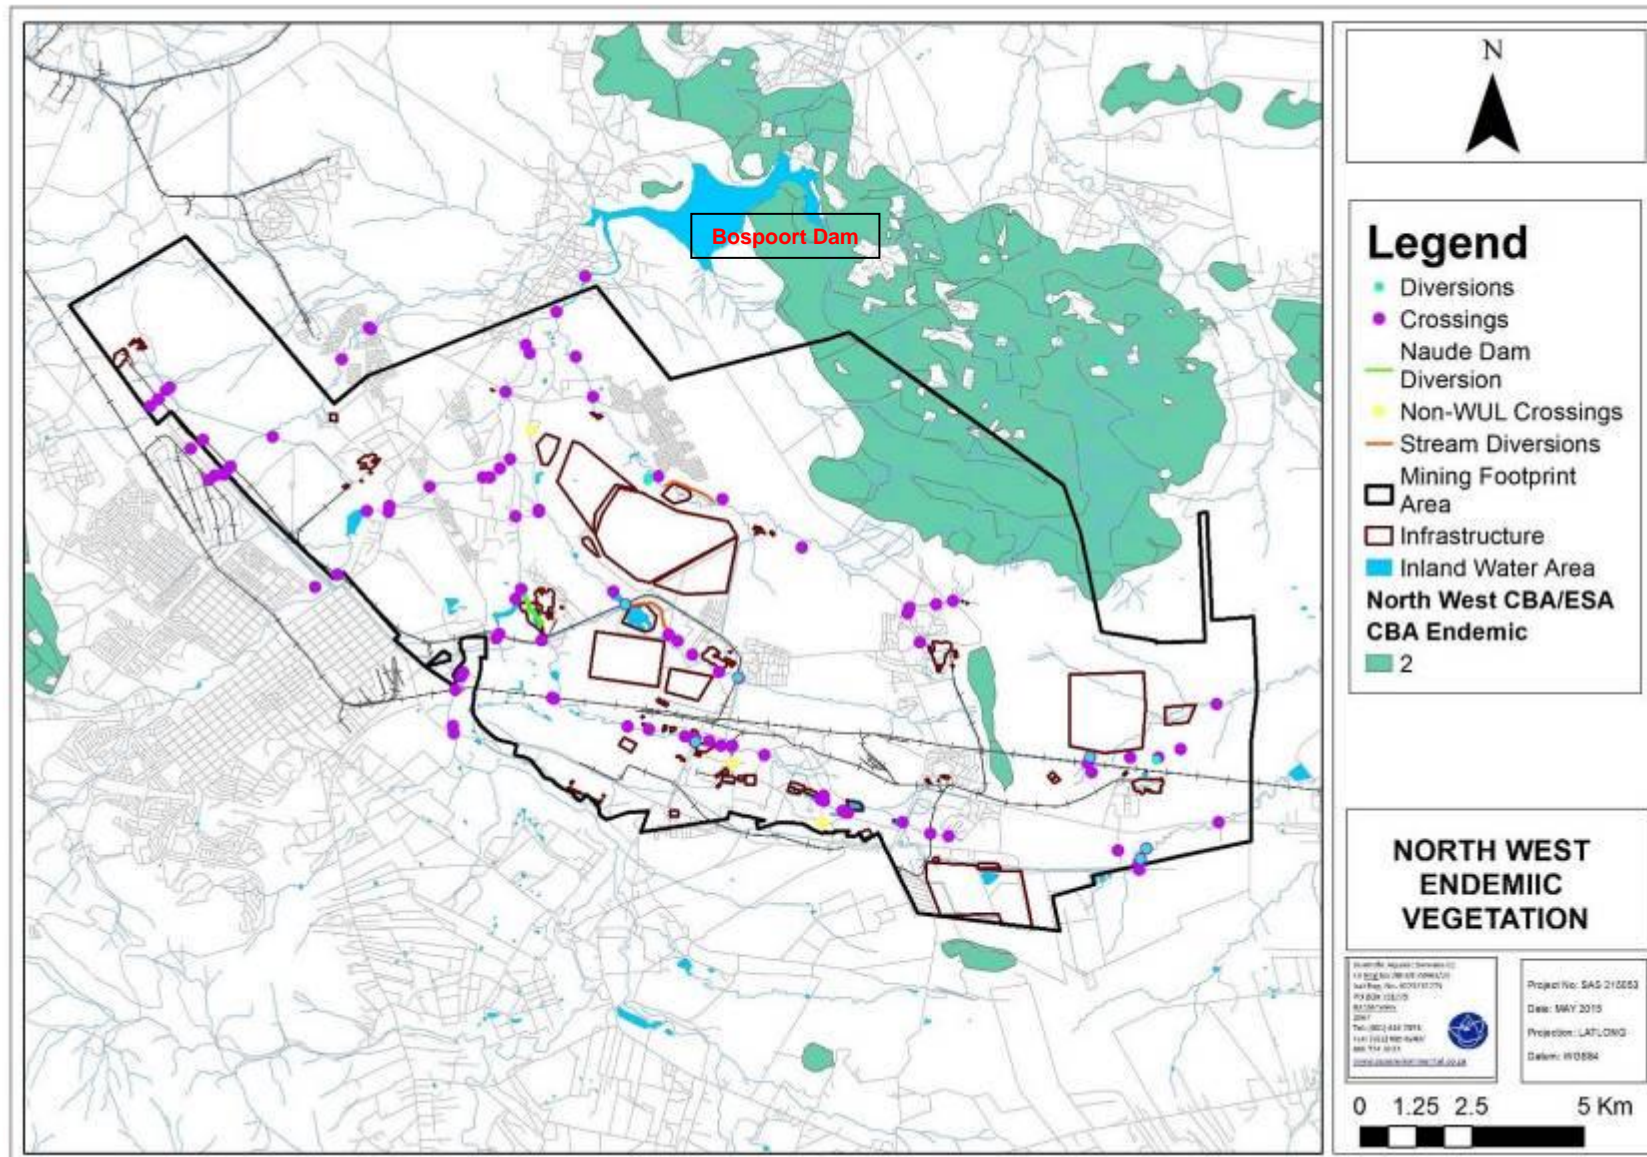 Bospoort Dam
N
Legend
Diversions
Crossings
Naude Dam
Diversion
Non-WUL Crossings
Stream Diversions
Mining Footprint
Area
Infrastructure
Inland Water Area
North West CBA/ESA
CBA Endemic
2
NORTH WEST
ENDEMIIC
VEGETATION
Project No: SAS 215053
Date: MAY 2015
Projection: LATLONG
Datum: WGS84
0 1.25 2.5 5 Km